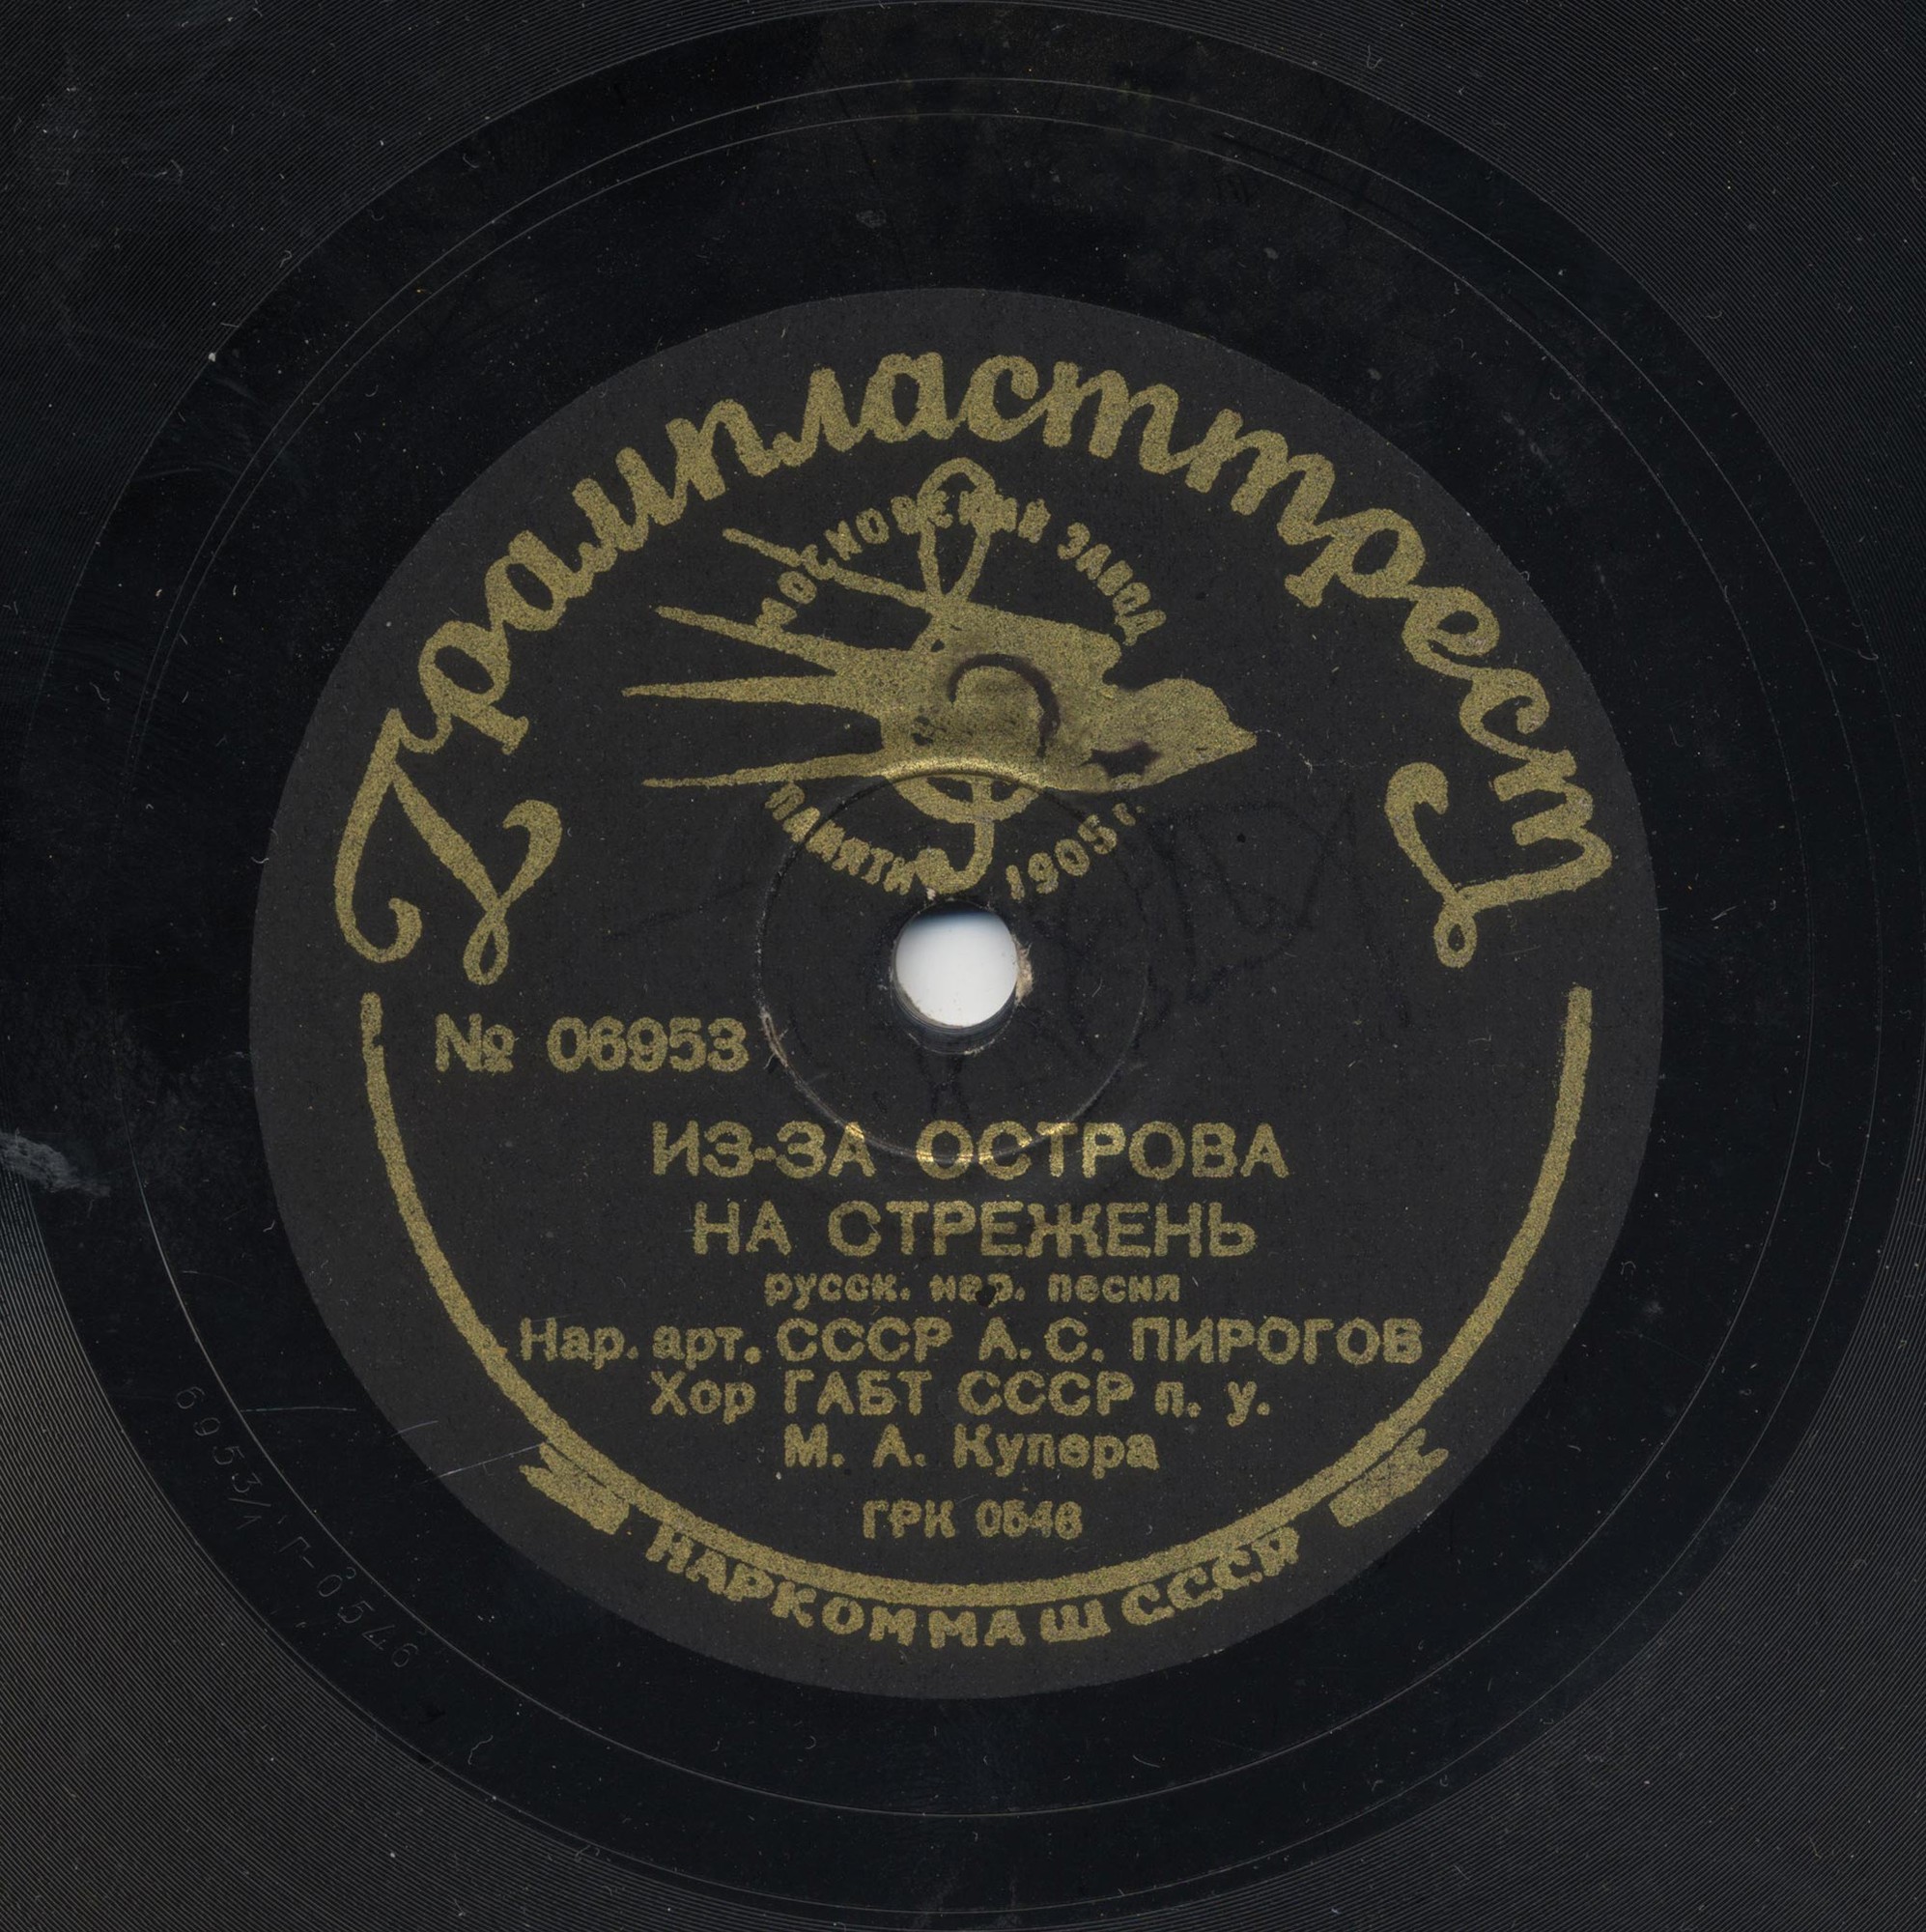 Грампласттрест
МОСКОВСКИЙ ЗАВОД
ПАМЯТИ 1905 г.
№ 06953
ИЗ-ЗА ОСТРОВА
НА СТРЕЖЕНЬ
русск. нар. песня
Нар. арт. СССР А. С. ПИРОГОВ
Хор ГАБТ СССР п. у.
М. А. Купера
ГРК 0546
НАРКОММАШ СССР
6953/1 Г-0546